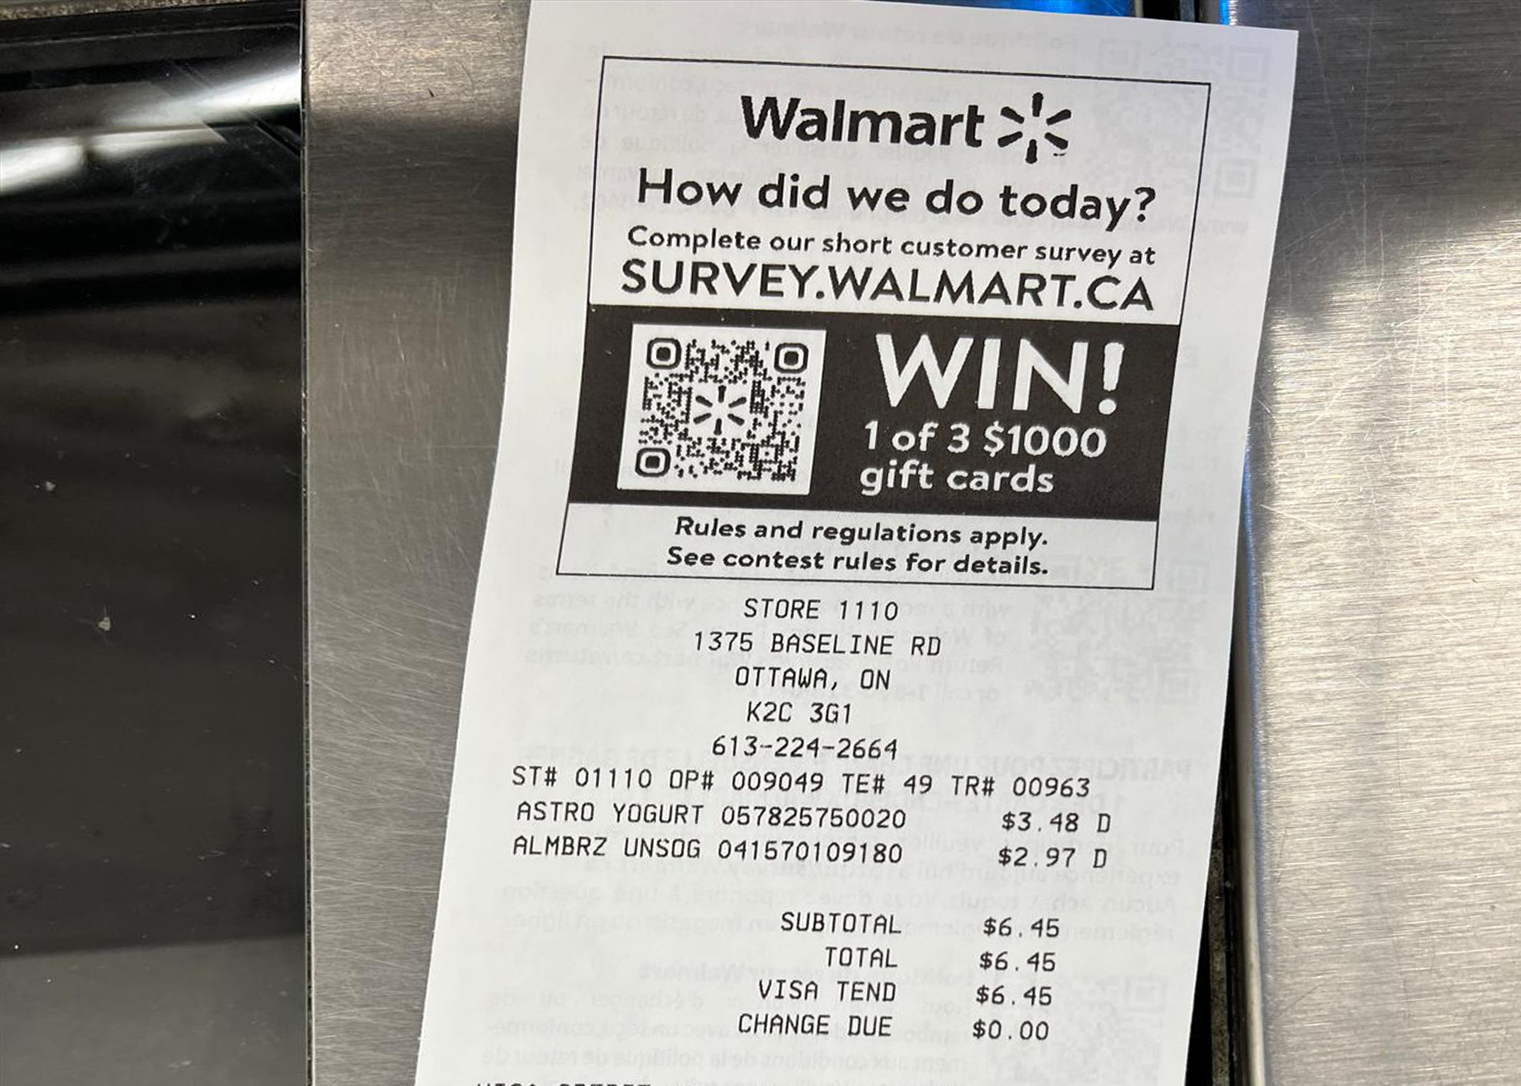 Walmart
How did we do today?
Complete our short customer survey at
SURVEY.WALMART.CA
WIN!
1 of 3 $1000
gift cards
Rules and regulations apply.
See contest rules for details.
STORE 1110
1375 BASELINE RD
OTTAWA, ON
K2C 3G1
613-224-2664
ST# 01110 OP# 009049 TE# 49 TR# 00963
ASTRO YOGURT 057825750020 $3.48 D
ALMBRZ UNSOG 041570109180 $2.97 D
SUBTOTAL $6.45
TOTAL $6.45
VISA TEND $6.45
CHANGE DUE $0.00